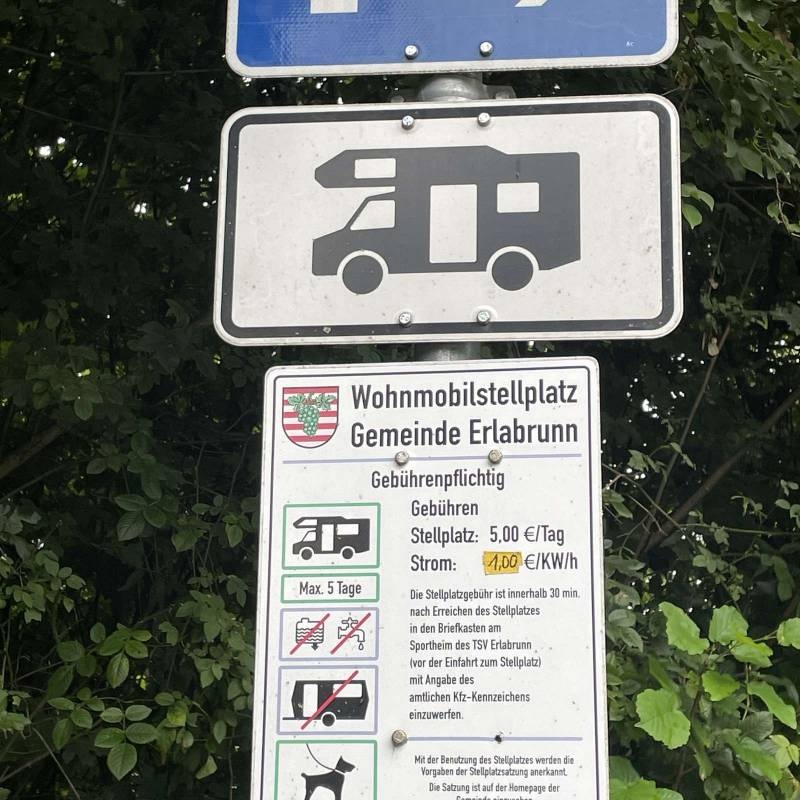 Wohnmobilstellplatz
Gemeinde Erlabrunn
Gebührenpflichtig
Gebühren
Stellplatz: 5,00 €/Tag
Strom: 1,00 €/KW/h
Max. 5 Tage
Die Stellplatzgebühr ist innerhalb 30 min.
nach Erreichen des Stellplatzes
in den Briefkasten am
Sportheim des TSV Erlabrunn
(vor der Einfahrt zum Stellplatz)
mit Angabe des
amtlichen Kfz-Kennzeichens
einzuwerfen.
Mit der Benutzung des Stellplatzes werden die
Vorgaben der Stellplatzsatzung anerkannt.
Die Satzung ist auf der Homepage der